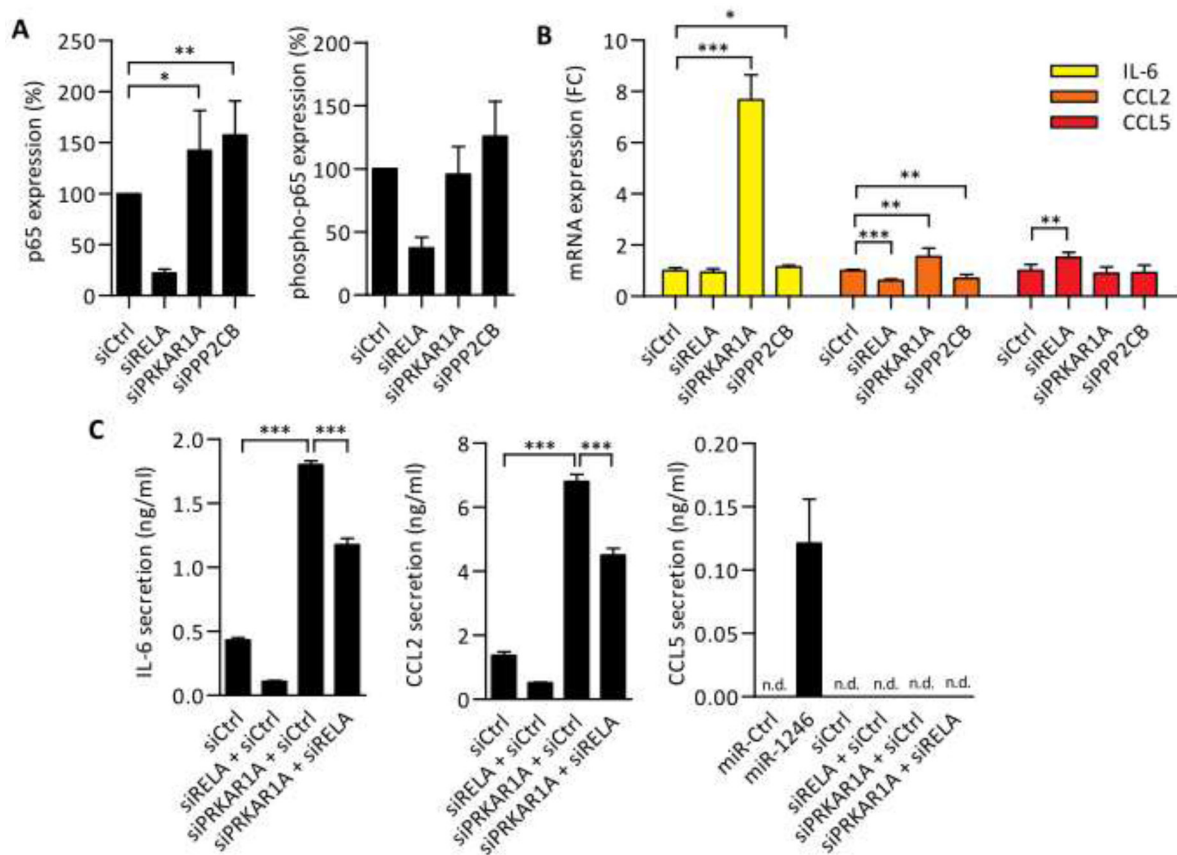 A
p65 expression (%)
250
200
150
100
50
0
**
*
siCtrl
siRELA
siPRKAR1A
siPPP2CB
phospho-p65 expression (%)
200
150
100
50
0
siCtrl
siRELA
siPRKAR1A
siPPP2CB
B
mRNA expression (FC)
10
8
6
4
2
0
*
***
**
**
***
**
IL-6
CCL2
CCL5
siCtrl
siRELA
siPRKAR1A
siPPP2CB
siCtrl
siRELA
siPRKAR1A
siPPP2CB
siCtrl
siRELA
siPRKAR1A
siPPP2CB
C
IL-6 secretion (ng/ml)
2.0
1.5
1.0
0.5
0.0
*** ***
siCtrl
siRELA + siCtrl
siPRKAR1A + siCtrl
siPRKAR1A + siRELA
CCL2 secretion (ng/ml)
8
6
4
2
0
*** ***
siCtrl
siRELA + siCtrl
siPRKAR1A + siCtrl
siPRKAR1A + siRELA
CCL5 secretion (ng/ml)
0.20
0.15
0.10
0.05
0.00
n.d. n.d. n.d. n.d. n.d.
miR-Ctrl
miR-1246
siCtrl
siRELA + siCtrl
siPRKAR1A + siCtrl
siPRKAR1A + siRELA